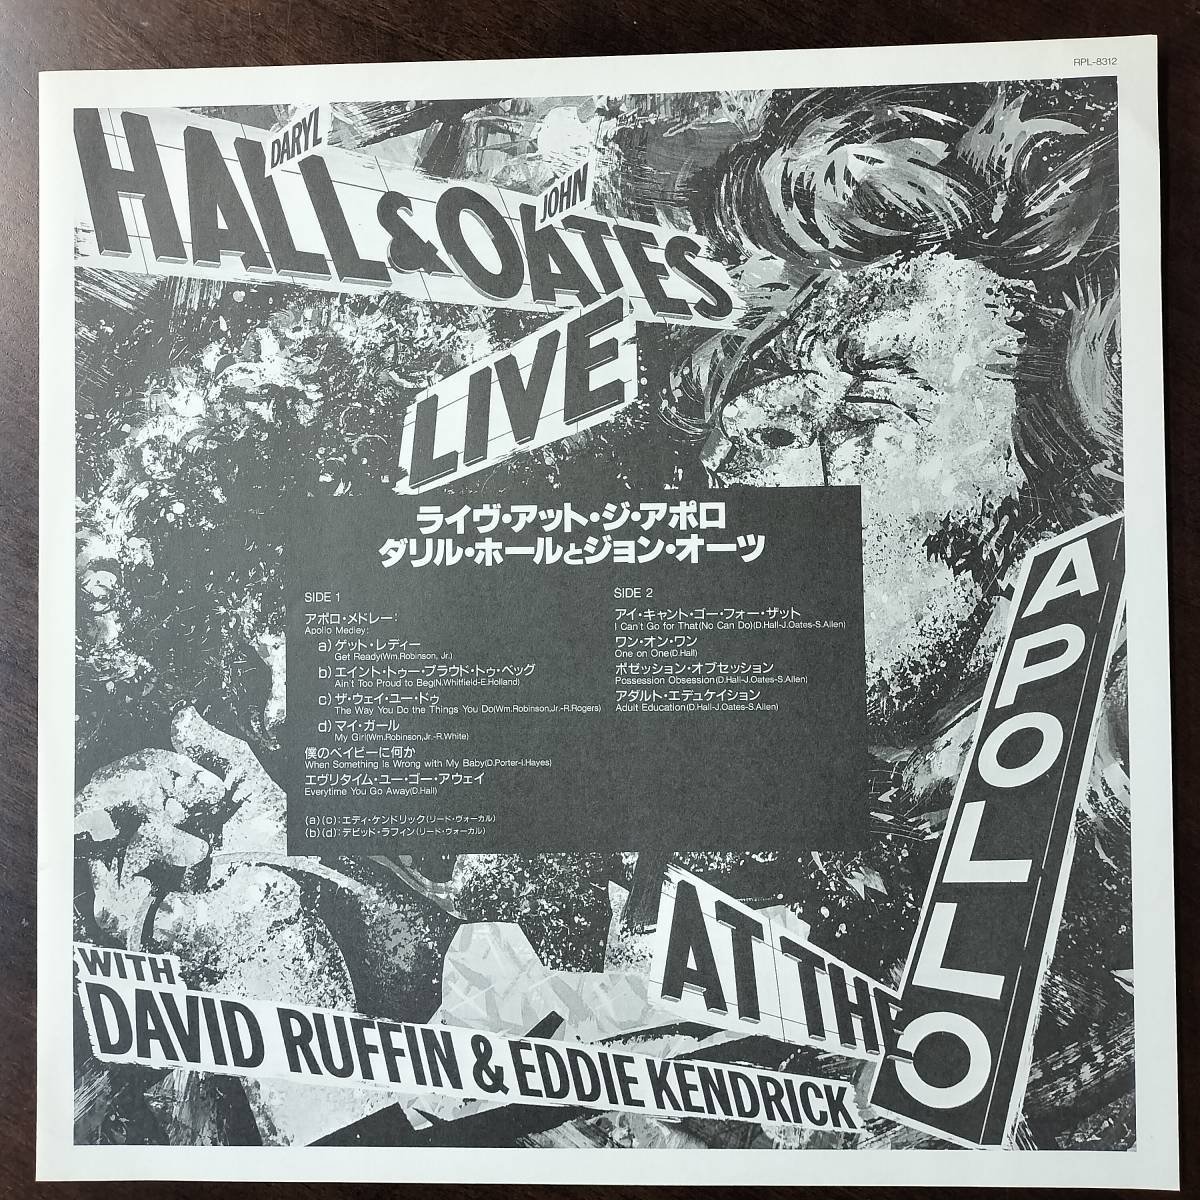 RPL-8312
DARYL
HALL & JOHN
OATES
LIVE
ライヴ・アット・ジ・アポロ
ダリル・ホールとジョン・オーツ
SIDE 1
アポロ・メドレー:
Apollo Medley:
a)ゲット・レディー
Get Ready(Wm.Robinson, Jr.)
b)エイント・トゥー・プラウド・トゥ・ベッグ
Ain't Too Proud to Beg(N.Whitfield-E.Holland)
c)ザ・ウェイ・ユー・ドゥ
The Way You Do the Things You Do(Wm.Robinson,Jr.-R.Rogers)
d)マイ・ガール
My Girl(Wm.Robinson,Jr.-R.White)
僕のベイビーに何か
When Something Is Wrong with My Baby(D.Porter-I.Hayes)
エヴリタイム・ユー・ゴー・アウェイ
Everytime You Go Away(D.Hall)
(a)(c):エディ・ケンドリック(リード・ヴォーカル)
(b)(d):デビッド・ラフィン(リード・ヴォーカル)
SIDE 2
アイ・キャント・ゴー・フォー・ザット
I Can't Go for That(No Can Do)(D.Hall-J.Oates-S.Allen)
ワン・オン・ワン
One on One(D.Hall)
ポゼッション・オブセッション
Possession Obsession(D.Hall-J.Oates-S.Allen)
アダルト・エデュケイション
Adult Education(D.Hall-J.Oates-S.Allen)
AT THE
APOLLO
WITH
DAVID RUFFIN & EDDIE KENDRICK